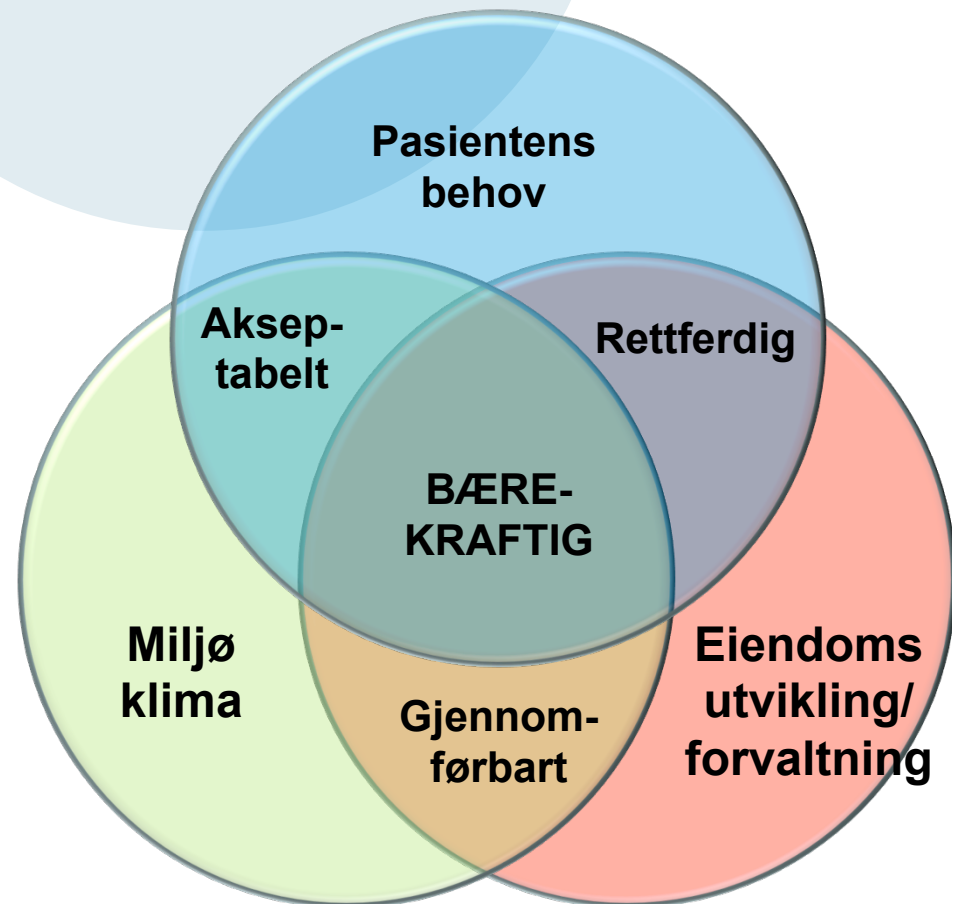 Pasientens
behov
Aksep-
tabelt
Rettferdig
BÆRE-
KRAFTIG
Miljø
klima
Gjennom-
førbart
Eiendoms
utvikling/
forvaltning